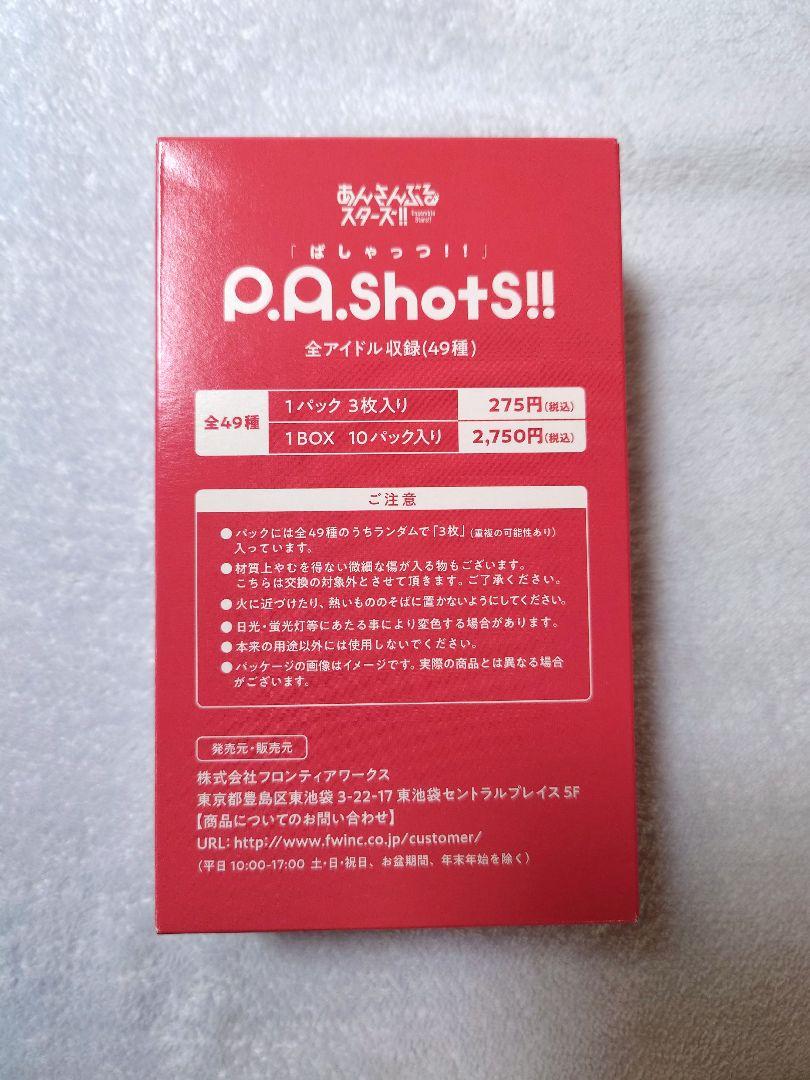 あんさんぶる
スターズ!!
Ensemble
Stars!!
「ぱしゃっつ!!」
P.A.ShotS!!
全アイドル収録(49種)
全49種
1パック 3枚入り 275円(税込)
1BOX 10パック入り 2,750円(税込)
ご注意
●パックには全49種のうちランダムで「3枚」(重複の可能性あり)
入っています。
●材質上やむを得ない微細な傷が入る物もございます。
こちらは交換の対象外とさせて頂きます。ご了承ください。
●火に近づけたり、熱いもののそばに置かないようにしてください。
●日光・蛍光灯等にあたる事により変色する場合があります。
●本来の用途以外には使用しないでください。
●パッケージの画像はイメージです。実際の商品とは異なる場合
がございます。
発売元・販売元
株式会社フロンティアワークス
東京都豊島区東池袋 3-22-17 東池袋セントラルプレイス 5F
【商品についてのお問い合わせ】
URL: http://www.fwinc.co.jp/customer/
(平日 10:00-17:00 土・日・祝日、お盆期間、年末年始を除く)